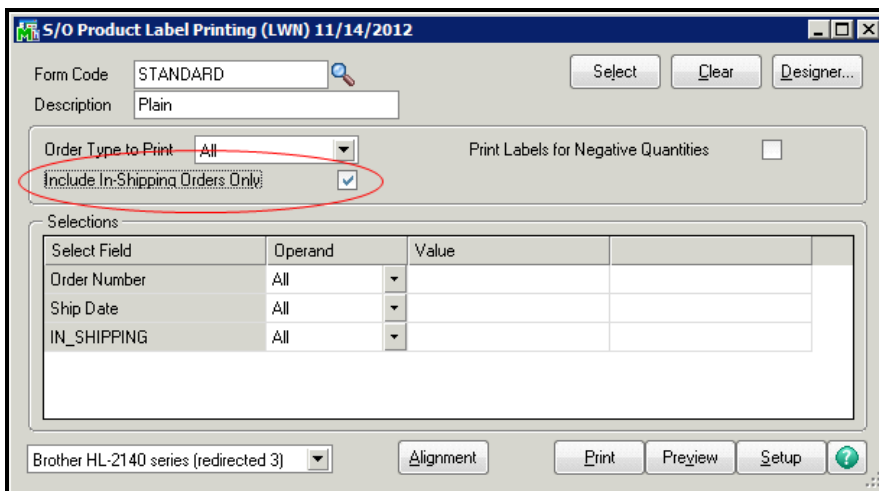 S/O Product Label Printing (LWN) 11/14/2012
Form Code STANDARD Select Clear Designer...
Description Plain
Order Type to Print All Print Labels for Negative Quantities
Include In-Shipping Orders Only
Selections
Select Field Operand Value
Order Number All
Ship Date All
IN_SHIPPING All
Brother HL-2140 series (redirected 3) Alignment Print Preview Setup ?